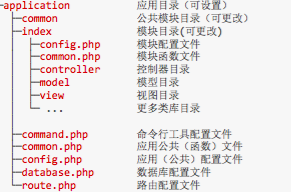 ├─application 应用目录（可设置）
│ ├─common 公共模块目录（可更改）
│ ├─index 模块目录(可更改)
│ │ ├─config.php 模块配置文件
│ │ ├─common.php 模块函数文件
│ │ ├─controller 控制器目录
│ │ ├─model 模型目录
│ │ ├─view 视图目录
│ │ └─ ... 更多类库目录
│ ├─command.php 命令行工具配置文件
│ ├─common.php 应用公共（函数）文件
│ ├─config.php 应用（公共）配置文件
│ ├─database.php 数据库配置文件
│ └─route.php 路由配置文件